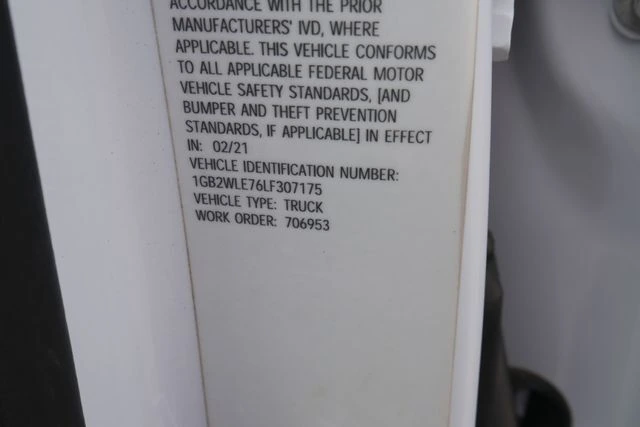 ACCORDANCE WITH THE PRIOR
MANUFACTURERS' IVD, WHERE
APPLICABLE. THIS VEHICLE CONFORMS
TO ALL APPLICABLE FEDERAL MOTOR
VEHICLE SAFETY STANDARDS, [AND
BUMPER AND THEFT PREVENTION
STANDARDS, IF APPLICABLE] IN EFFECT
IN: 02/21
VEHICLE IDENTIFICATION NUMBER:
1GB2WLE76LF307175
VEHICLE TYPE: TRUCK
WORK ORDER: 706953